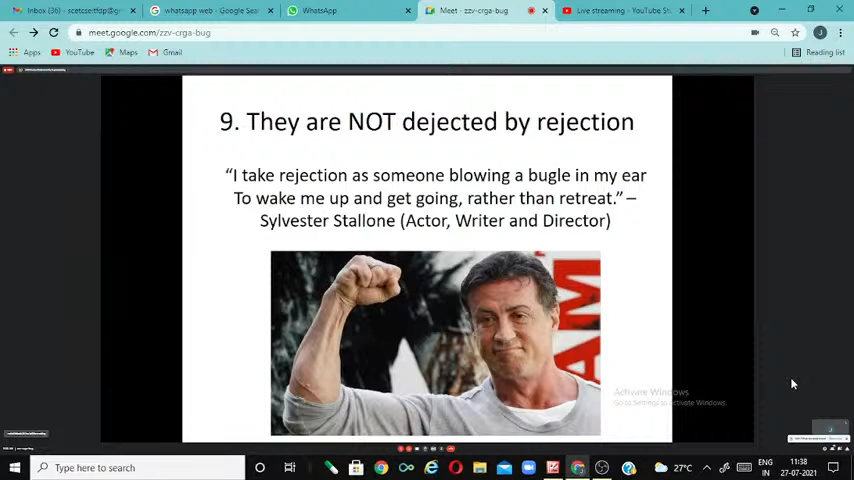 Inbox (36) - scetcseitfdp@gm
whatsapp web - Google Sea
WhatsApp
Meet - zzv-crga-bug
Live streaming - YouTube St
meet.google.com/zzv-crga-bug
Apps
YouTube
Maps
Gmail
Reading list
9. They are NOT dejected by rejection
“I take rejection as someone blowing a bugle in my ear
To wake me up and get going, rather than retreat.” –
Sylvester Stallone (Actor, Writer and Director)
AM
Activate Windows
Go to Settings to activate Windows.
Type here to search
27°C
ENG
IN
11:38
27-07-2021